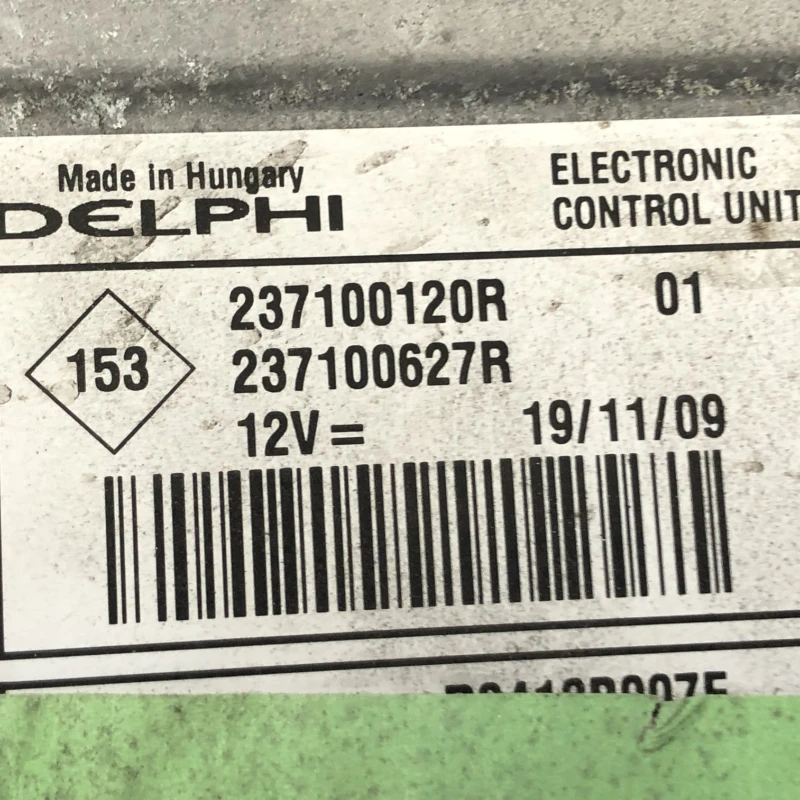 Made in Hungary
DELPHI
ELECTRONIC
CONTROL UNIT
237100120R 01
153
237100627R
12V = 19/11/09